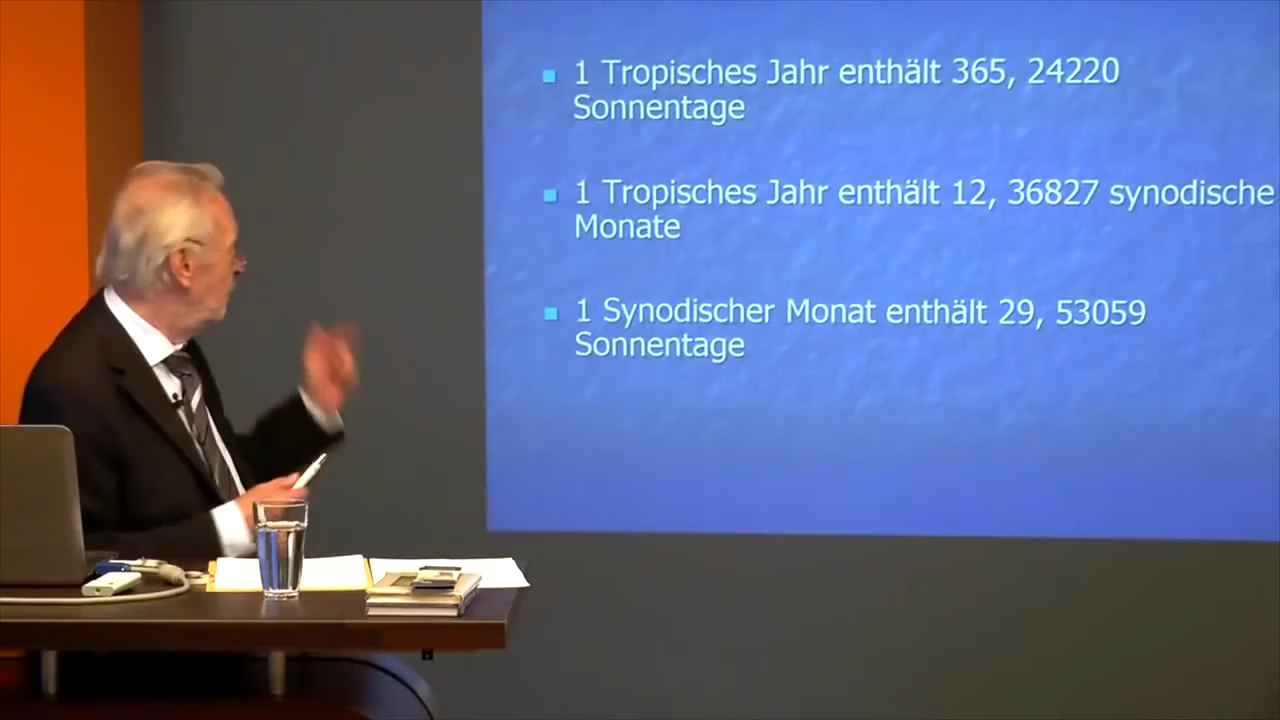 1 Tropisches Jahr enthält 365, 24220
Sonnentage
1 Tropisches Jahr enthält 12, 36827 synodische
Monate
1 Synodischer Monat enthält 29, 53059
Sonnentage